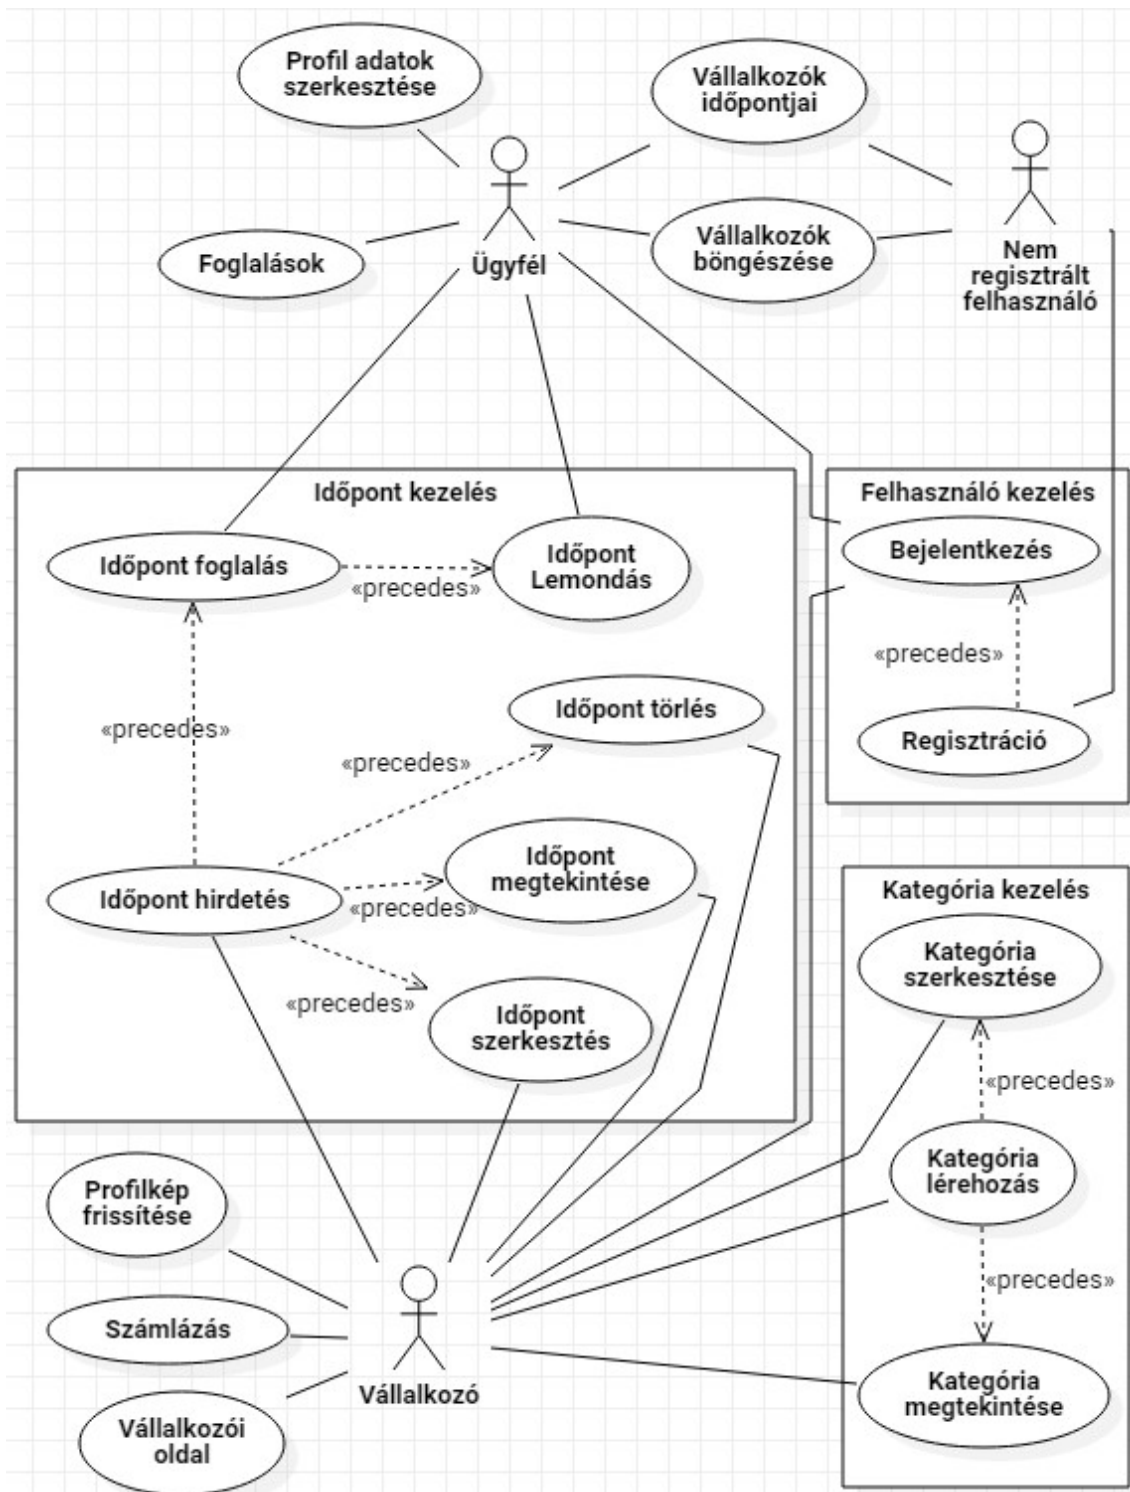 Profil adatok
szerkesztése
Vállalkozók
időpontjai
Foglalások
Ügyfél
Vállalkozók
böngészése
Nem
regisztrált
felhasználó
Időpont kezelés
Időpont foglalás
«precedes»
Időpont
Lemondás
«precedes»
Időpont törlés
«precedes»
Időpont hirdetés
Időpont
megtekintése
«precedes»
«precedes»
Időpont
szerkesztés
Felhasználó kezelés
Bejelentkezés
«precedes»
Regisztráció
Kategória kezelés
Kategória
szerkesztése
«precedes»
Kategória
lérehozás
«precedes»
Kategória
megtekintése
Profilkép
frissítése
Számlázás
Vállalkozó
Vállalkozói
oldal